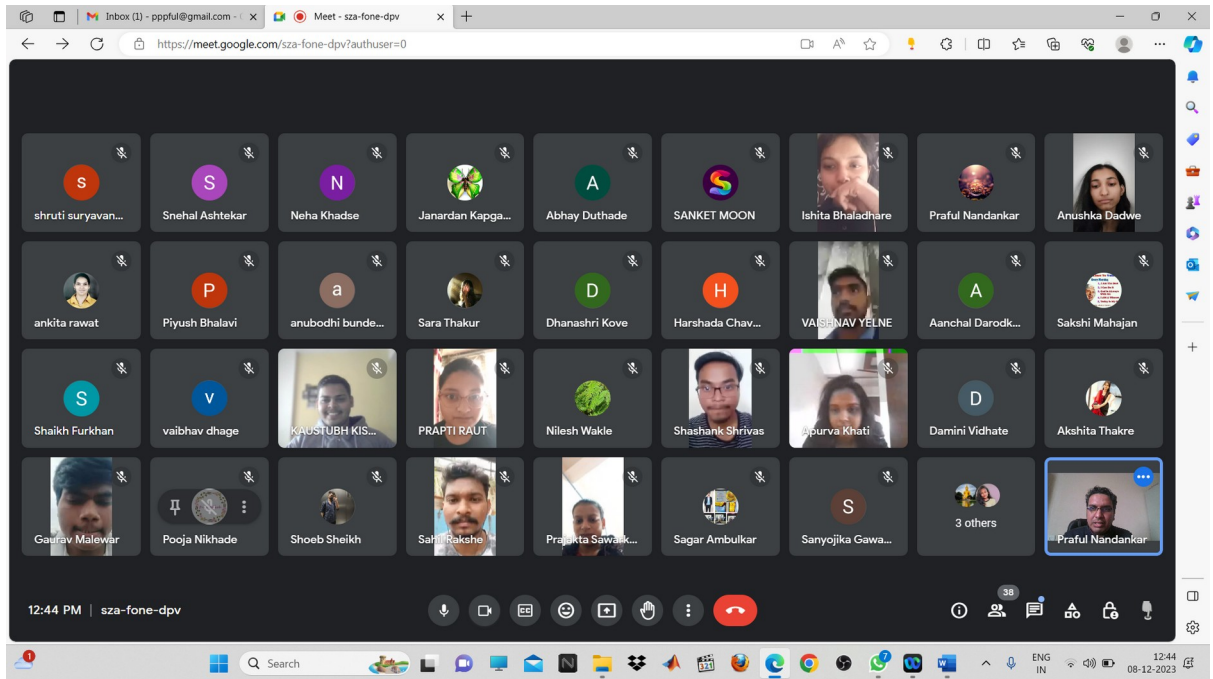 Inbox (1) - pppful@gmail.com -
Meet - sza-fone-dpv
https://meet.google.com/sza-fone-dpv?authuser=0
s
S
N
A
S
shruti suryavan...
Snehal Ashtekar
Neha Khadse
Janardan Kapga...
Abhay Duthade
SANKET MOON
Ishita Bhaladhare
Praful Nandankar
Anushka Dadwe
P
a
D
H
A
ankita rawat
Piyush Bhalavi
anubodhi bunde...
Sara Thakur
Dhanashri Kove
Harshada Chav...
VAISHNAV YELNE
Aanchal Darodk...
Sakshi Mahajan
S
v
D
Shaikh Furkhan
vaibhav dhage
KAUSTUBH KIS...
PRAPTI RAUT
Nilesh Wakle
Shashank Shrivas
Apurva Khati
Damini Vidhate
Akshita Thakre
S
3 others
Gaurav Malewar
Pooja Nikhade
Shoeb Sheikh
Sahil Rakshe
Prajakta Sawark...
Sagar Ambulkar
Sanyojika Gawa...
Praful Nandankar
12:44 PM | sza-fone-dpv
CC
38
1
Search
N
321
7
W
ENG
IN
12:44
08-12-2023